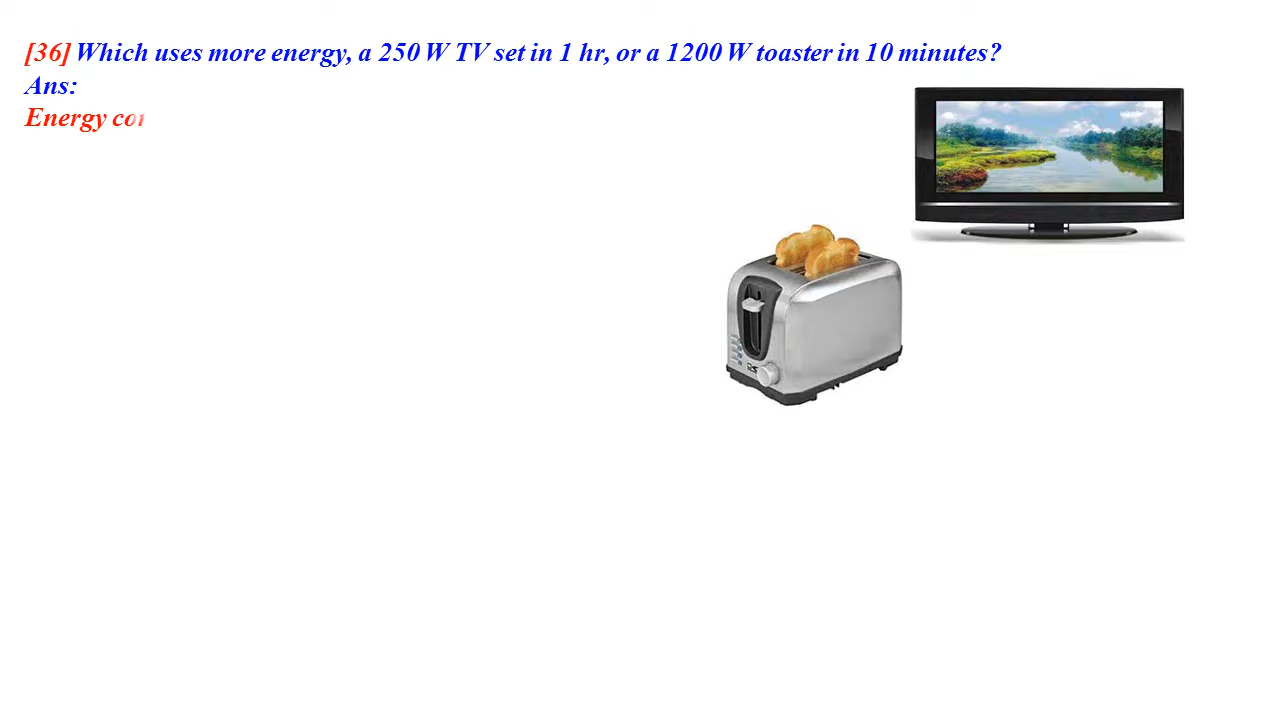 [36] Which uses more energy, a 250 W TV set in 1 hr, or a 1200 W toaster in 10 minutes?
Ans:
Energy con